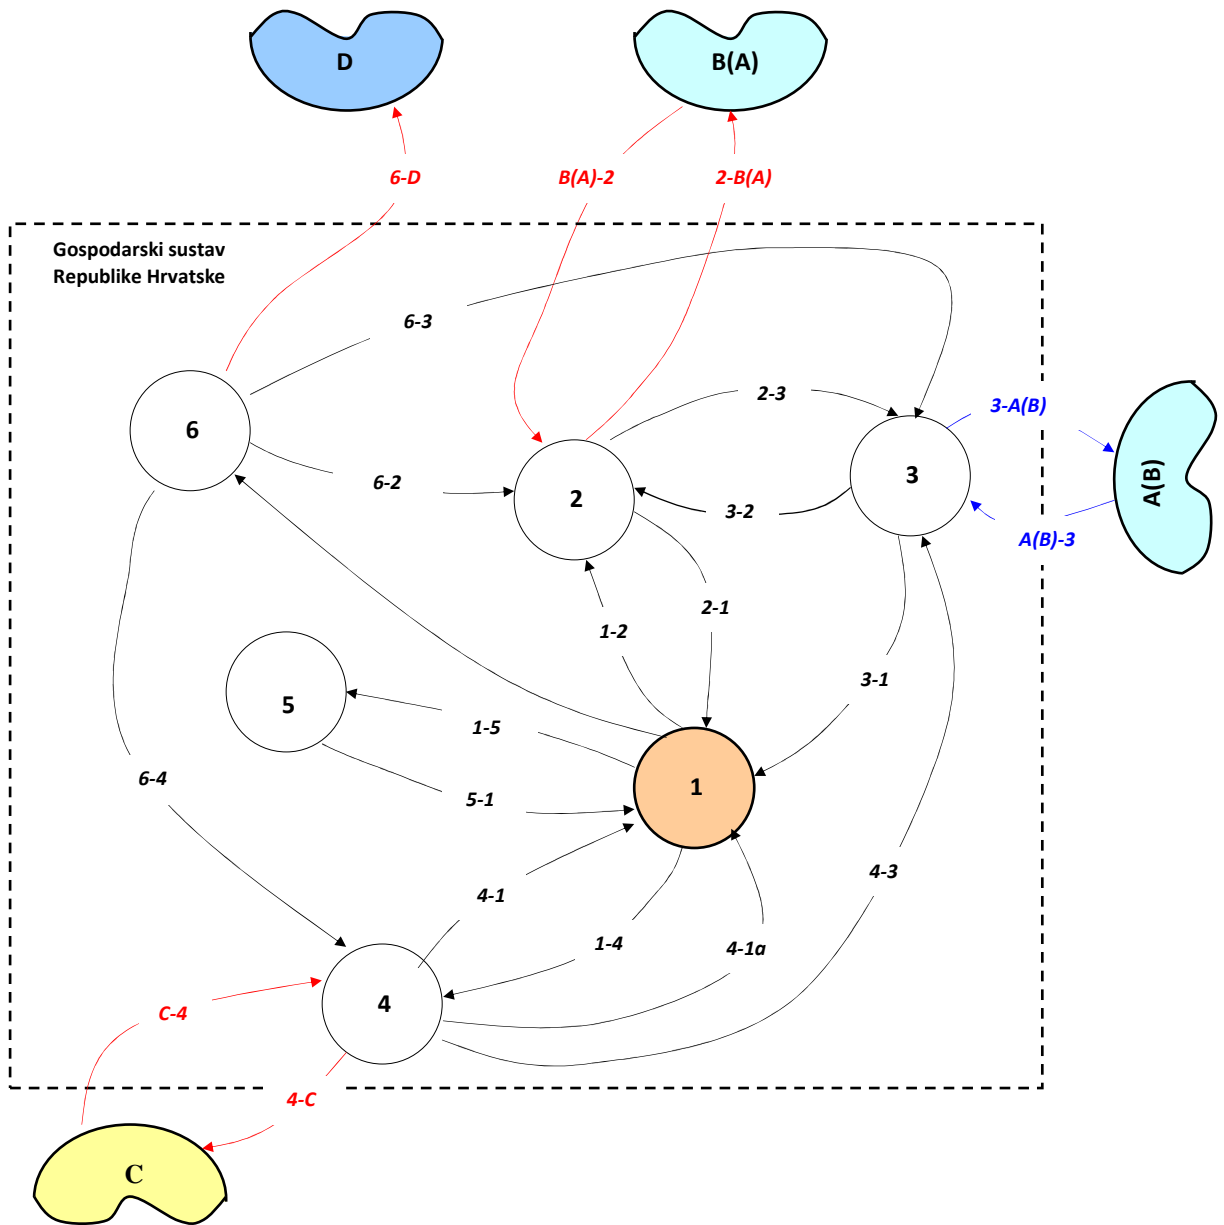 D
B(A)
6-D
B(A)-2
2-B(A)
Gospodarski sustav
Republike Hrvatske
6-3
2-3
3-A(B)
6
3
A(B)
6-2
2
3-2
A(B)-3
2-1
1-2
3-1
5
1-5
6-4
1
5-1
4-3
4-1
1-4
4-1a
4
C-4
4-C
C